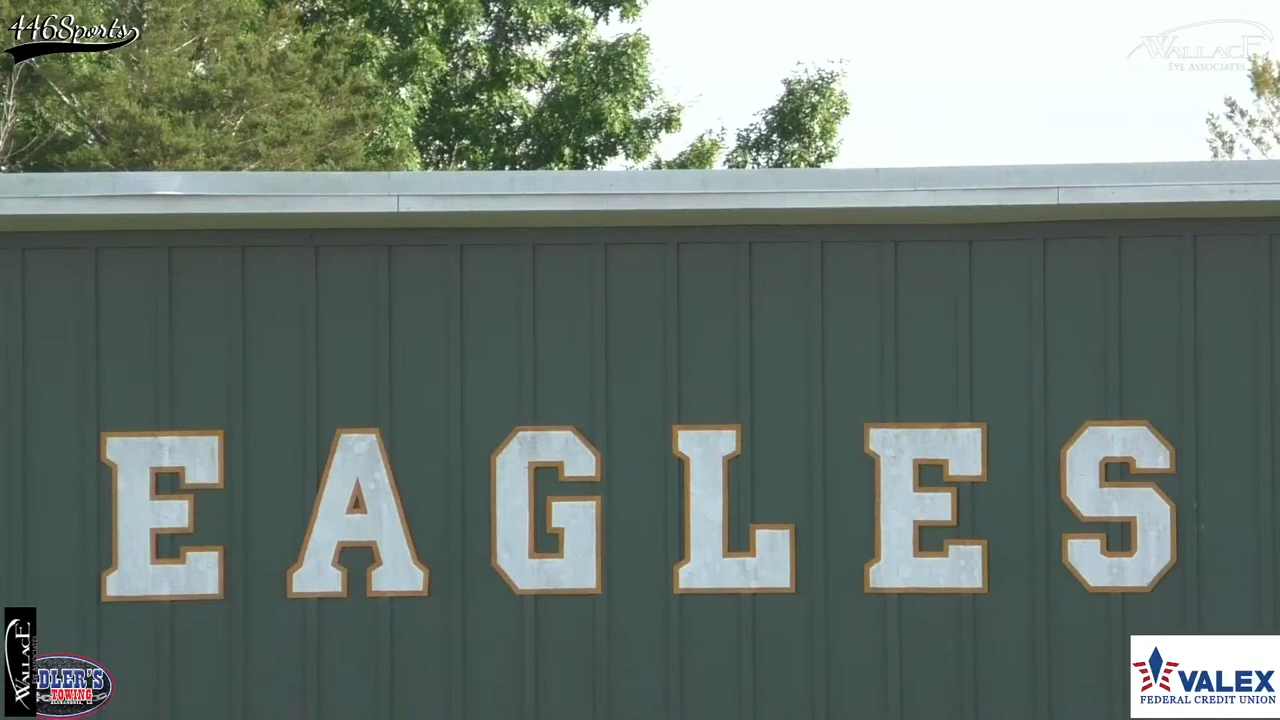 446Sports
WALLACE
EYE ASSOCIATES
EAGLES
WALLACE
DLER'S
TOWING
VALEX
FEDERAL CREDIT UNION